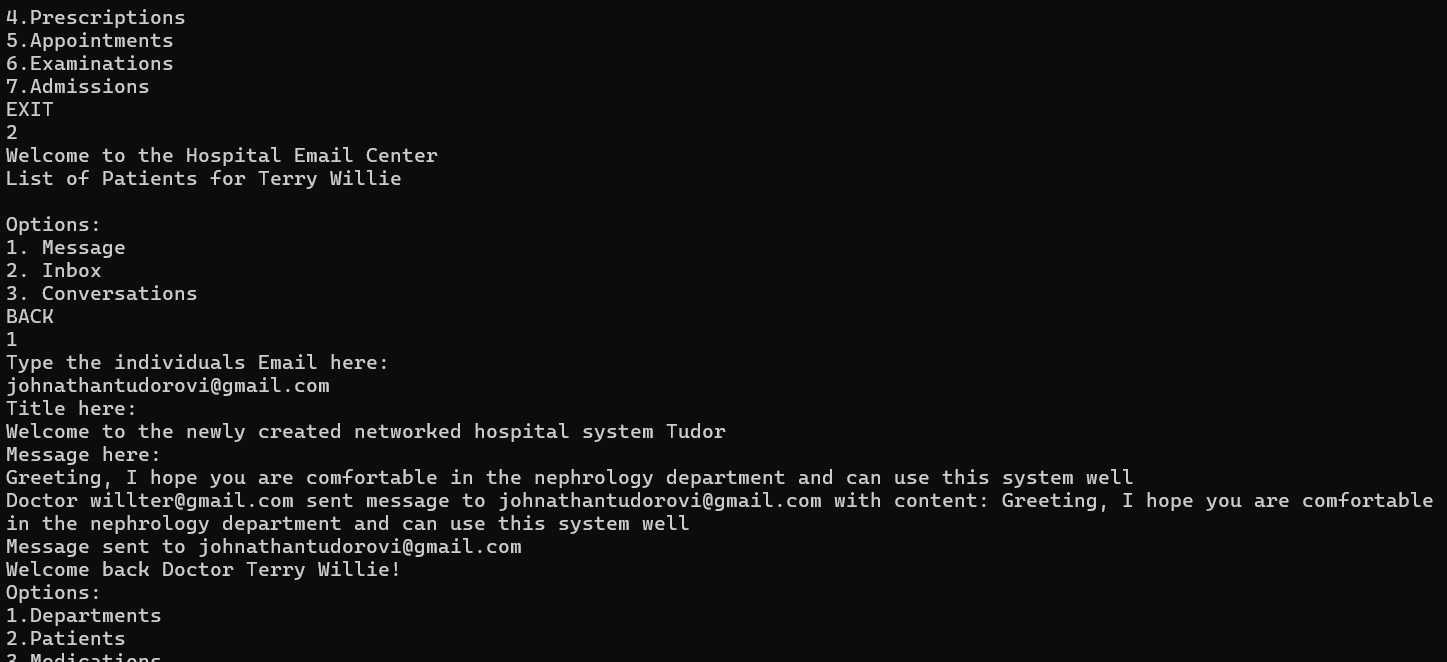 4.Prescriptions
5.Appointments
6.Examinations
7.Admissions
EXIT
2
Welcome to the Hospital Email Center
List of Patients for Terry Willie
Options:
1. Message
2. Inbox
3. Conversations
BACK
1
Type the individuals Email here:
johnathantudorovi@gmail.com
Title here:
Welcome to the newly created networked hospital system Tudor
Message here:
Greeting, I hope you are comfortable in the nephrology department and can use this system well
Doctor willter@gmail.com sent message to johnathantudorovi@gmail.com with content: Greeting, I hope you are comfortable
in the nephrology department and can use this system well
Message sent to johnathantudorovi@gmail.com
Welcome back Doctor Terry Willie!
Options:
1.Departments
2.Patients
3.Medications